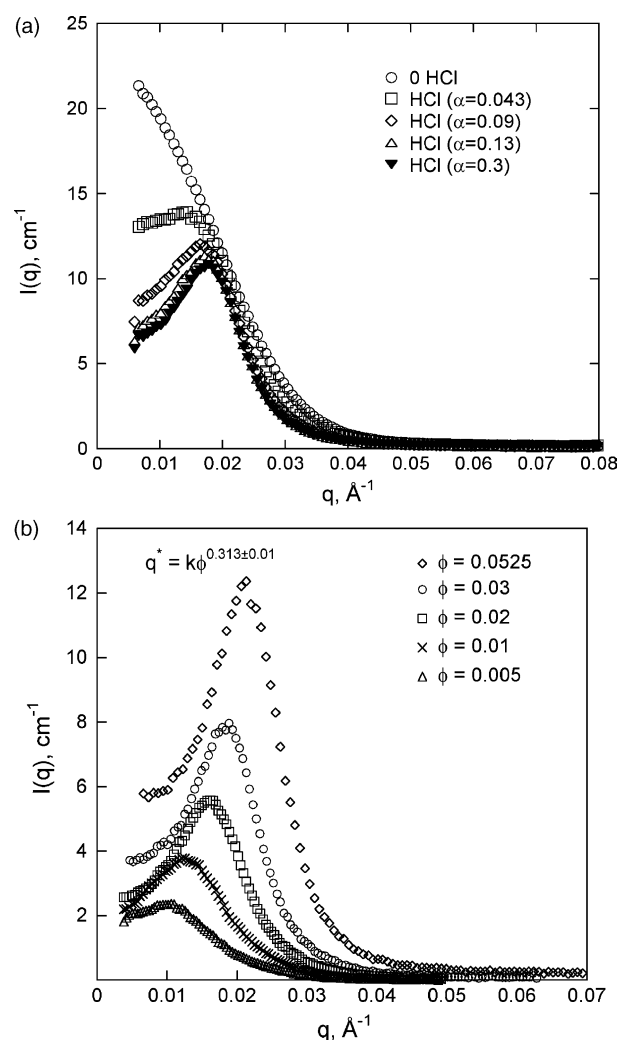 (a)
25
20
15
10
5
0
I(q), cm⁻¹
0 HCl
HCl (α=0.043)
HCl (α=0.09)
HCl (α=0.13)
HCl (α=0.3)
0 0.01 0.02 0.03 0.04 0.05 0.06 0.07 0.08
q, Å⁻¹
(b)
14
12
10
8
6
4
2
I(q), cm⁻¹
q* = kϕ^0.313±0.01
ϕ = 0.0525
ϕ = 0.03
ϕ = 0.02
ϕ = 0.01
ϕ = 0.005
0 0.01 0.02 0.03 0.04 0.05 0.06 0.07
q, Å⁻¹